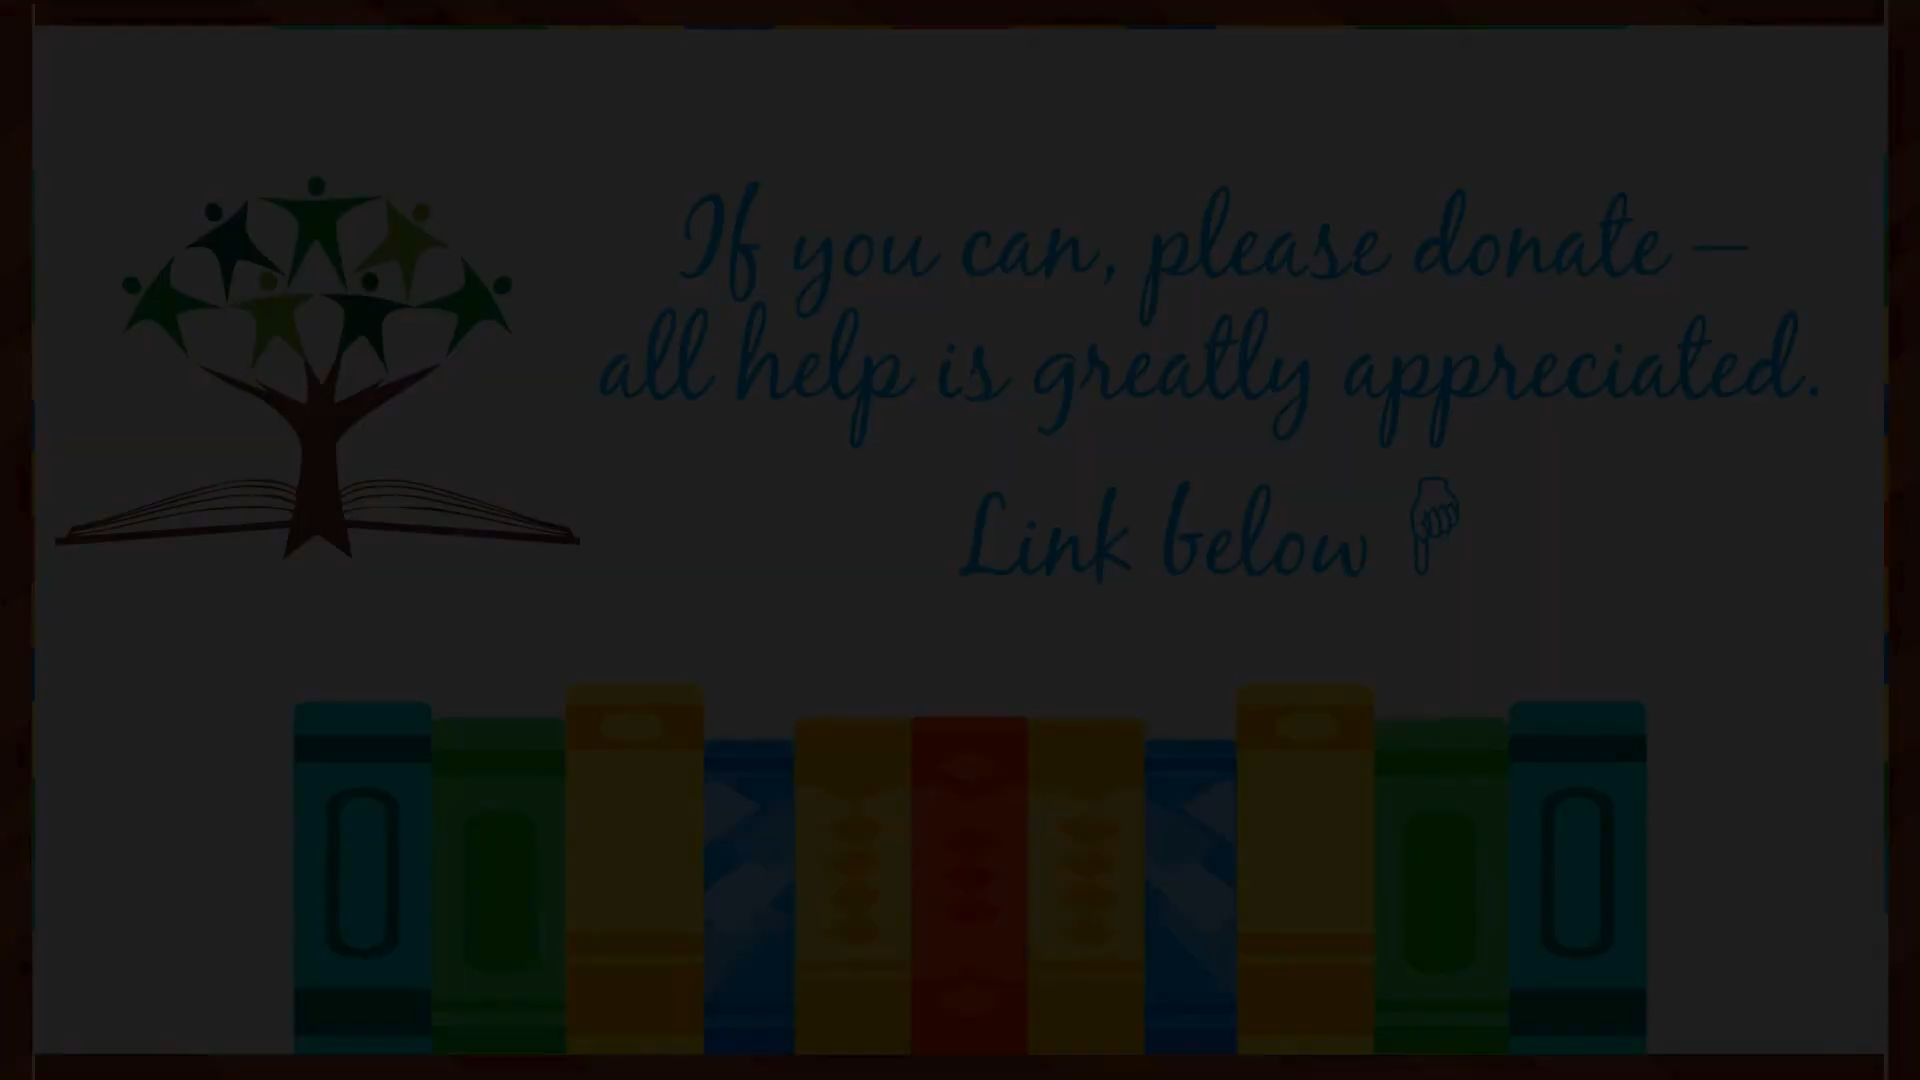 If you can, please donate –
all help is greatly appreciated.
Link below